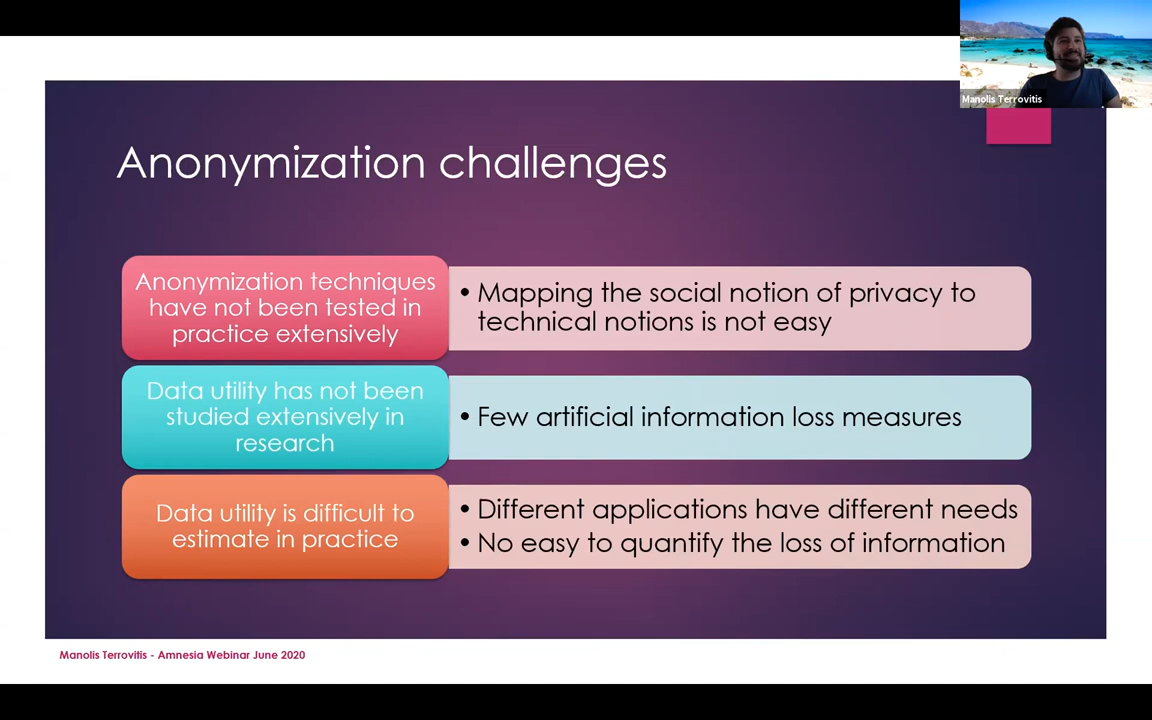 Manolis Terrovitis
Anonymization challenges
Anonymization techniques
have not been tested in
practice extensively
• Mapping the social notion of privacy to
technical notions is not easy
Data utility has not been
studied extensively in
research
• Few artificial information loss measures
Data utility is difficult to
estimate in practice
• Different applications have different needs
• No easy to quantify the loss of information
Manolis Terrovitis - Amnesia Webinar June 2020